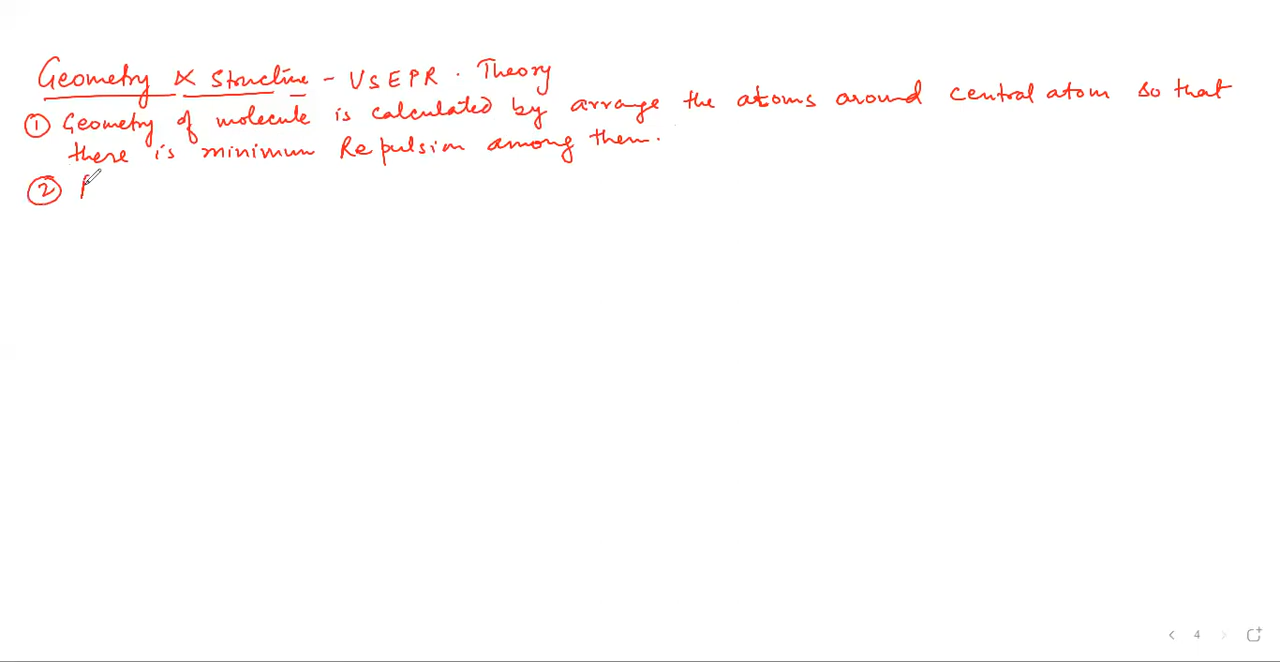 Geometry & Structure - VSEPR. Theory
① Geometry of molecule is calculated by arrange the atoms around central atom so that
there is minimum Repulsion among them.
②
4